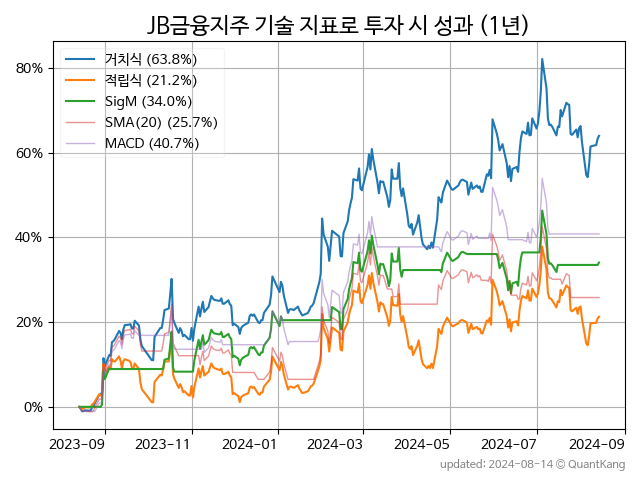 JB금융지주 기술 지표로 투자 시 성과 (1년)
거치식 (63.8%)
적립식 (21.2%)
SigM (34.0%)
SMA(20) (25.7%)
MACD (40.7%)
80%
60%
40%
20%
0%
2023-09 2023-11 2024-01 2024-03 2024-05 2024-07 2024-09
updated: 2024-08-14 © QuantKang